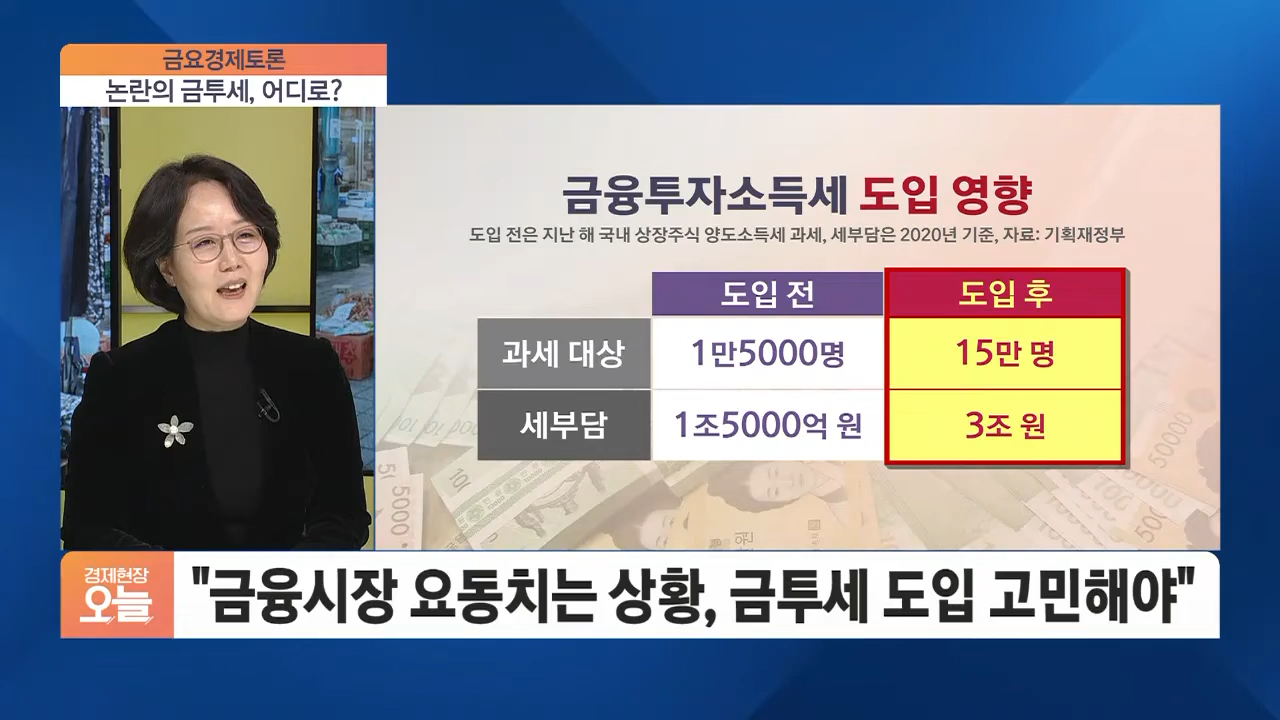 금요경제토론
논란의 금투세, 어디로?
금융투자소득세 도입 영향
도입 전은 지난 해 국내 상장주식 양도소득세 과세, 세부담은 2020년 기준, 자료: 기획재정부
도입 전 도입 후
과세 대상 1만5000명 15만 명
세부담 1조5000억 원 3조 원
5000
50000
경제현장
오늘
"금융시장 요동치는 상황, 금투세 도입 고민해야"